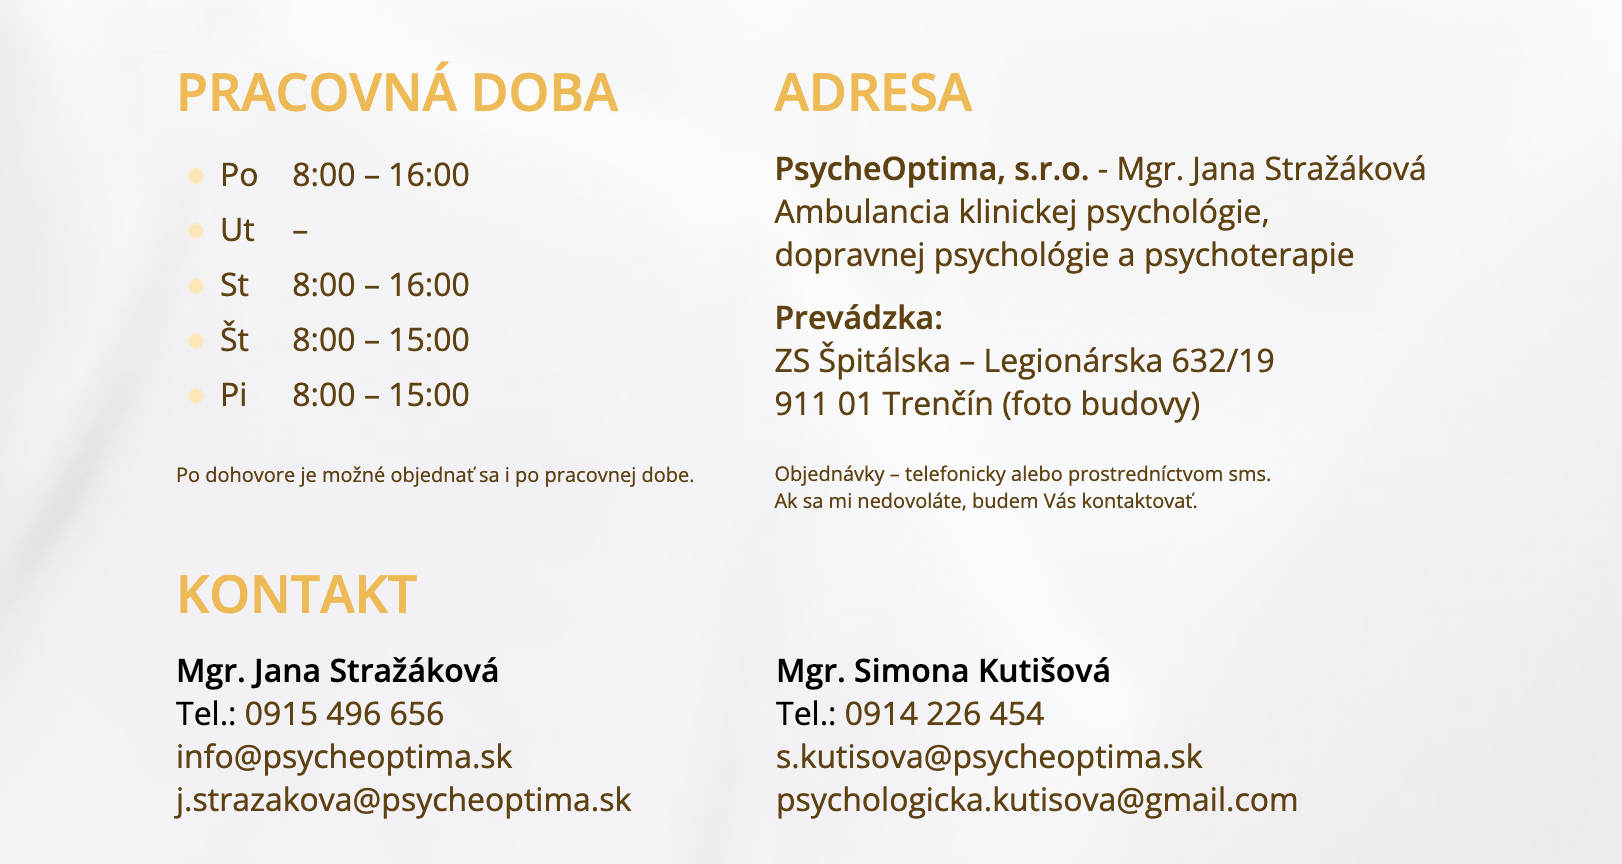 PRACOVNÁ DOBA
Po 8:00 – 16:00
Ut –
St 8:00 – 16:00
Št 8:00 – 15:00
Pi 8:00 – 15:00
Po dohovore je možné objednať sa i po pracovnej dobe.
ADRESA
PsycheOptima, s.r.o. - Mgr. Jana Stražáková
Ambulancia klinickej psychológie,
dopravnej psychológie a psychoterapie
Prevádzka:
ZS Špitálska – Legionárska 632/19
911 01 Trenčín (foto budovy)
Objednávky – telefonicky alebo prostredníctvom sms.
Ak sa mi nedovoláte, budem Vás kontaktovať.
KONTAKT
Mgr. Jana Stražáková
Tel.: 0915 496 656
info@psycheoptima.sk
j.strazakova@psycheoptima.sk
Mgr. Simona Kutišová
Tel.: 0914 226 454
s.kutisova@psycheoptima.sk
psychologicka.kutisova@gmail.com